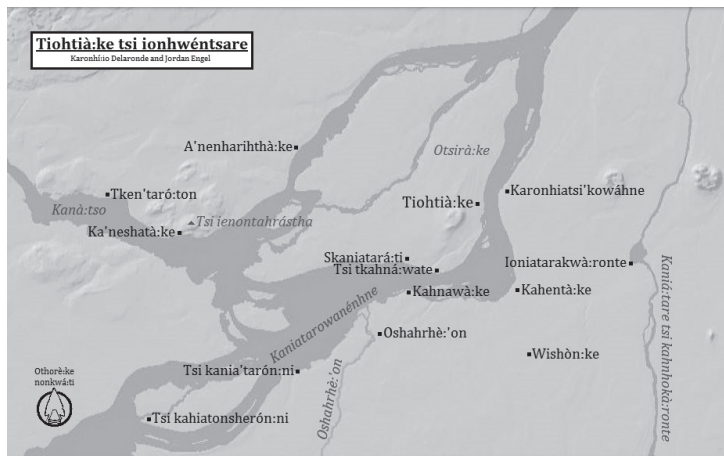 Tiohtià:ke tsi ionhwéntsare
Karonhí:io Delaronde and Jordan Engel
A'nenharihthà:ke
Otsirà:ke
Tken'taró:ton
Karonhiatsi'kowáhne
Kanà:tso
Tiohtià:ke
Tsi ienontahrástha
Ka'neshatà:ke
Skaniatará:ti
Tsi tkahná:wate
Ioniatarakwà:ronte
Kahnawà:ke
Kahentà:ke
Kaniatarowanénhne
Kaniá:tare tsi kahnhokà:ronte
Oshahrhè:'on
Wishòn:ke
Tsi kania'tarón:ni
Othorè:ke
nonkwá:ti
Oshahrhè:'on
Tsi kahiatonsherón:ni